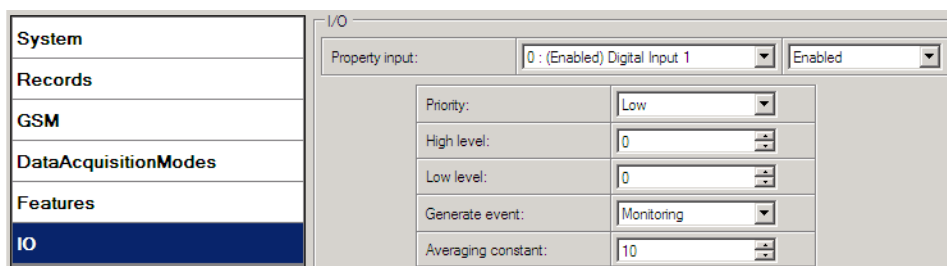 System
Records
GSM
DataAcquisitionModes
Features
IO
I/O
Property input: 0 : (Enabled) Digital Input 1 Enabled
Priority: Low
High level: 0
Low level: 0
Generate event: Monitoring
Averaging constant: 10